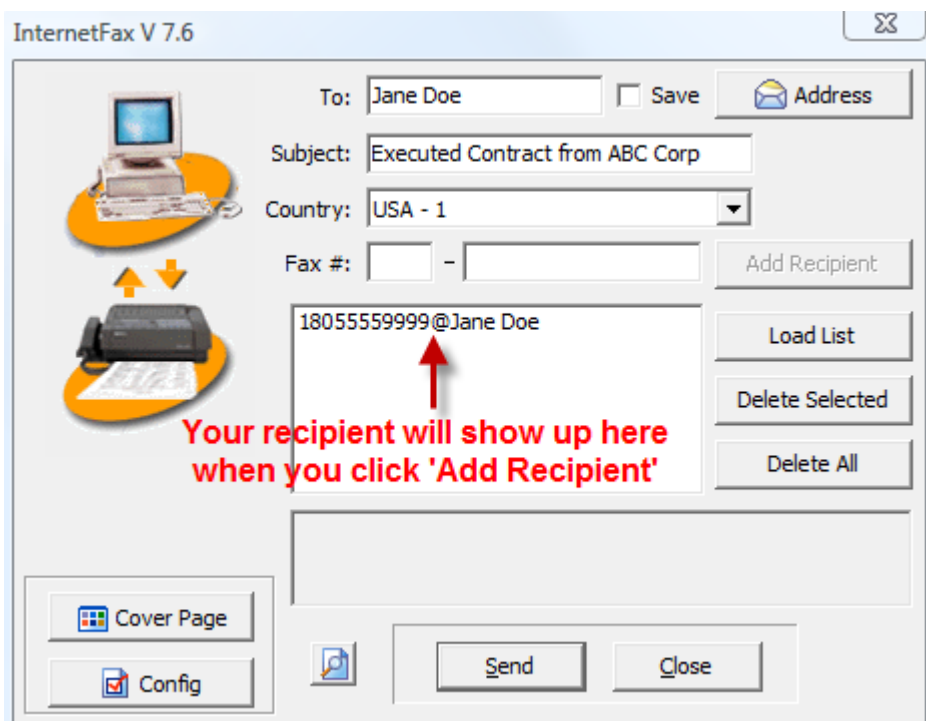 InternetFax V 7.6
To: Jane Doe Save Address
Subject: Executed Contract from ABC Corp
Country: USA - 1
Fax #: - Add Recipient
18055559999@Jane Doe
Load List
Delete Selected
Your recipient will show up here
when you click 'Add Recipient'
Delete All
Cover Page
Config
Send Close